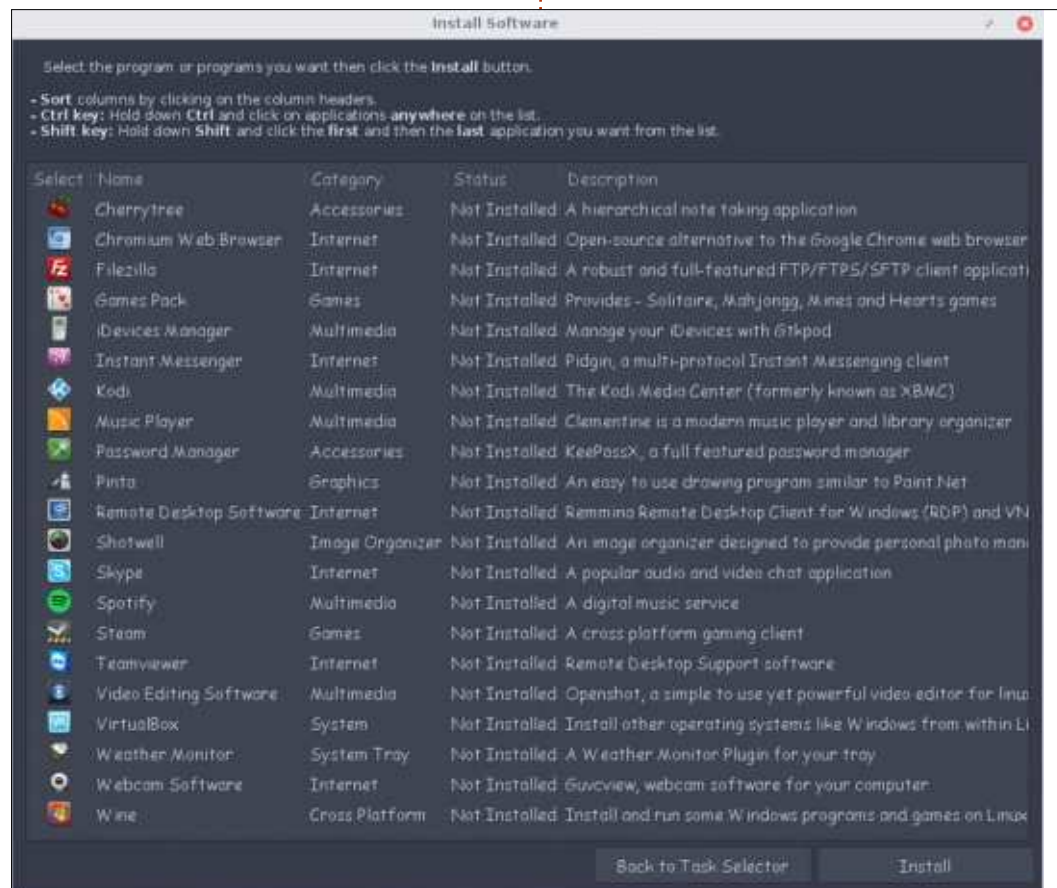 Install Software
Select the program or programs you want then click the Install button.
- Sort columns by clicking on the column headers.
- Ctrl key: Hold down Ctrl and click on applications anywhere on the list.
- Shift key: Hold down Shift and click the first and then the last application you want from the list.
Select Name Category Status Description
Cherrytree Accessories Not Installed A hierarchical note taking application
Chromium Web Browser Internet Not Installed Open-source alternative to the Google Chrome web browser
Filezilla Internet Not Installed A robust and full-featured FTP/FTPS/SFTP client applicati
Games Pack Games Not Installed Provides - Solitaire, Mahjongg, Mines and Hearts games
iDevices Manager Multimedia Not Installed Manage your iDevices with Gtkpod
Instant Messenger Internet Not Installed Pidgin, a multi-protocol Instant Messenging client
Kodi Multimedia Not Installed The Kodi Media Center (formerly known as XBMC)
Music Player Multimedia Not Installed Clementine is a modern music player and library organizer
Password Manager Accessories Not Installed KeePassX, a full featured password manager
Pinta Graphics Not Installed An easy to use drawing program similar to Paint.Net
Remote Desktop Software Internet Not Installed Remmina Remote Desktop Client for Windows (RDP) and VN
Shotwell Image Organizer Not Installed An image organizer designed to provide personal photo man
Skype Internet Not Installed A popular audio and video chat application
Spotify Multimedia Not Installed A digital music service
Steam Games Not Installed A cross platform gaming client
Teamviewer Internet Not Installed Remote Desktop Support software
Video Editing Software Multimedia Not Installed Openshot, a simple to use yet powerful video editor for linux
VirtualBox System Not Installed Install other operating systems like Windows from within Li
Weather Monitor System Tray Not Installed A Weather Monitor Plugin for your tray
Webcam Software Internet Not Installed Guvcview, webcam software for your computer
Wine Cross Platform Not Installed Install and run some Windows programs and games on Linux
Back to Task Selector Install